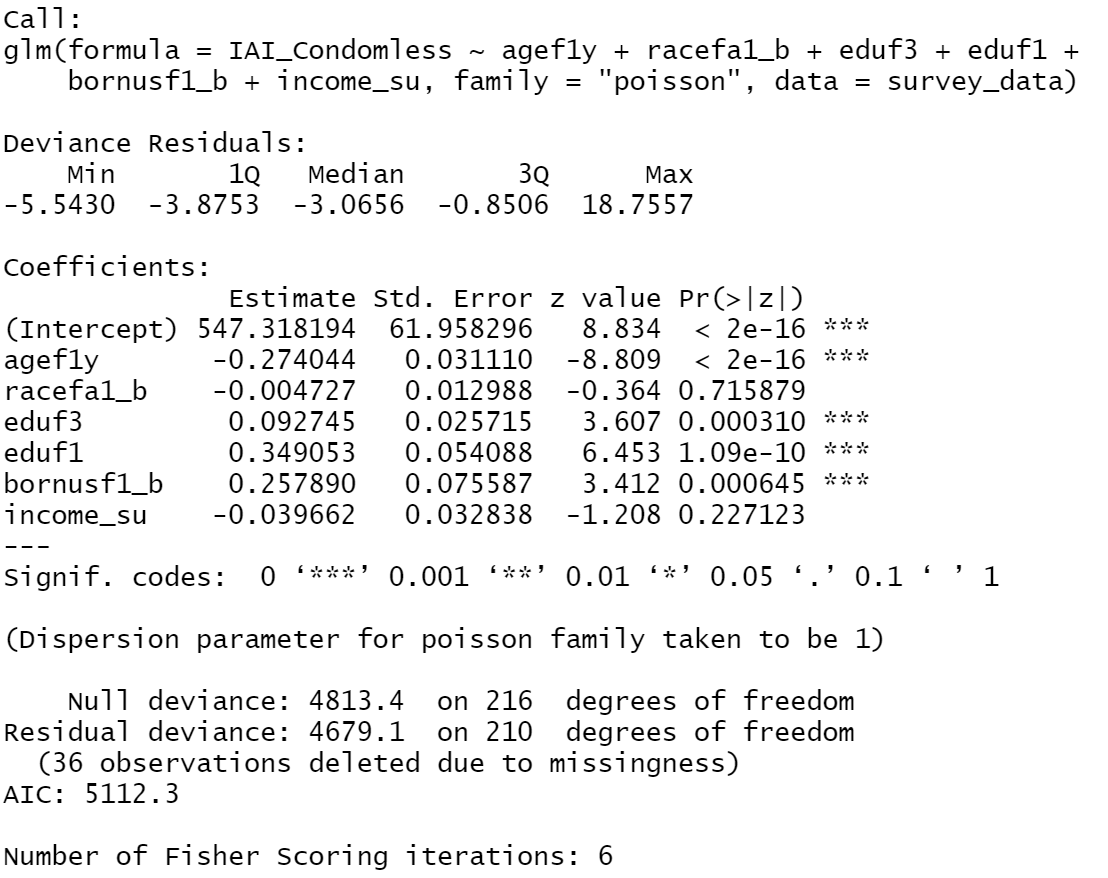 Call:
glm(formula = IAI_Condomless ~ agef1y + racefa1_b + eduf3 + eduf1 +
    bornusf1_b + income_su, family = "poisson", data = survey_data)

Deviance Residuals:
    Min       1Q   Median       3Q      Max
-5.5430  -3.8753  -3.0656  -0.8506  18.7557

Coefficients:
              Estimate Std. Error z value Pr(>|z|)
(Intercept) 547.318194  61.958296   8.834  < 2e-16 ***
agef1y       -0.274044   0.031110  -8.809  < 2e-16 ***
racefa1_b    -0.004727   0.012988  -0.364 0.715879
eduf3         0.092745   0.025715   3.607 0.000310 ***
eduf1         0.349053   0.054088   6.453 1.09e-10 ***
bornusf1_b    0.257890   0.075587   3.412 0.000645 ***
income_su    -0.039662   0.032838  -1.208 0.227123
---
Signif. codes:  0 ‘***’ 0.001 ‘**’ 0.01 ‘*’ 0.05 ‘.’ 0.1 ‘ ’ 1

(Dispersion parameter for poisson family taken to be 1)

    Null deviance: 4813.4  on 216  degrees of freedom
Residual deviance: 4679.1  on 210  degrees of freedom
  (36 observations deleted due to missingness)
AIC: 5112.3

Number of Fisher Scoring iterations: 6